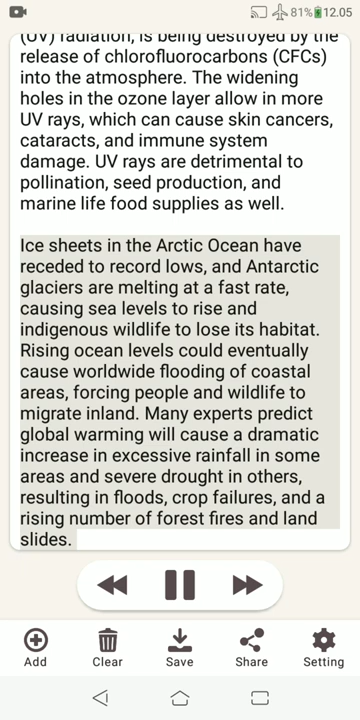 81% 12.05
(UV) radiation, is being destroyed by the
release of chlorofluorocarbons (CFCs)
into the atmosphere. The widening
holes in the ozone layer allow in more
UV rays, which can cause skin cancers,
cataracts, and immune system
damage. UV rays are detrimental to
pollination, seed production, and
marine life food supplies as well.
Ice sheets in the Arctic Ocean have
receded to record lows, and Antarctic
glaciers are melting at a fast rate,
causing sea levels to rise and
indigenous wildlife to lose its habitat.
Rising ocean levels could eventually
cause worldwide flooding of coastal
areas, forcing people and wildlife to
migrate inland. Many experts predict
global warming will cause a dramatic
increase in excessive rainfall in some
areas and severe drought in others,
resulting in floods, crop failures, and a
rising number of forest fires and land
slides.
Add Clear Save Share Setting